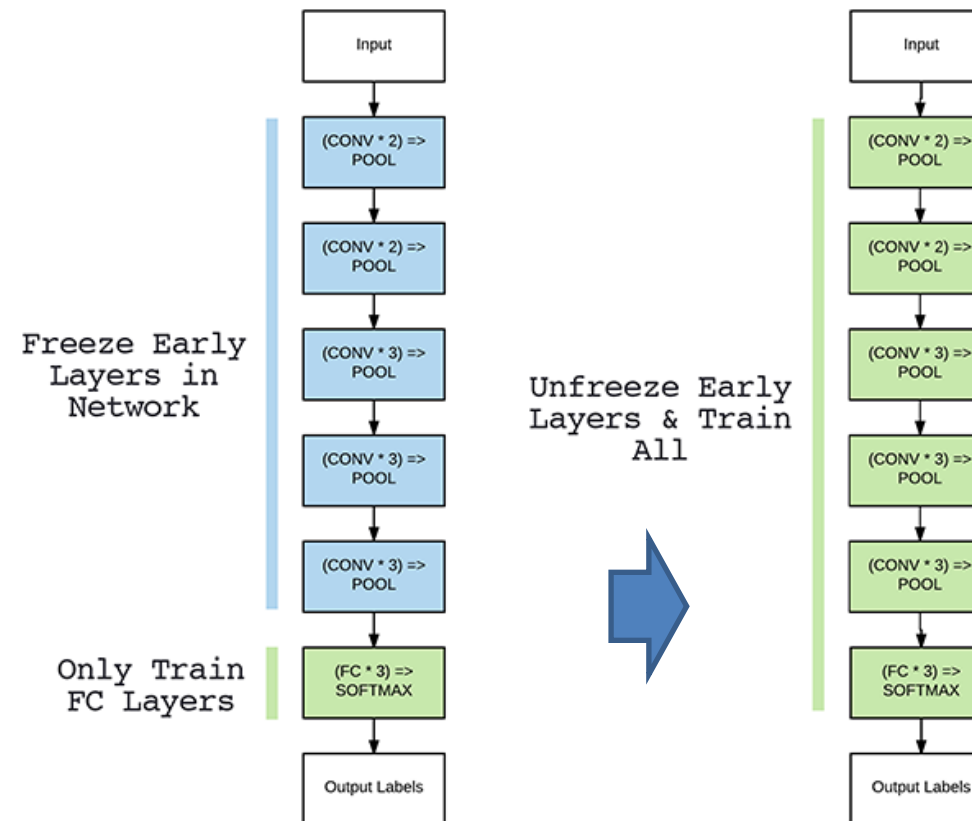 Input
(CONV * 2) =>
POOL
(CONV * 2) =>
POOL
(CONV * 3) =>
POOL
(CONV * 3) =>
POOL
(CONV * 3) =>
POOL
(FC * 3) =>
SOFTMAX
Output Labels
Freeze Early
Layers in
Network
Only Train
FC Layers
Unfreeze Early
Layers & Train
All
Input
(CONV * 2) =>
POOL
(CONV * 2) =>
POOL
(CONV * 3) =>
POOL
(CONV * 3) =>
POOL
(CONV * 3) =>
POOL
(FC * 3) =>
SOFTMAX
Output Labels